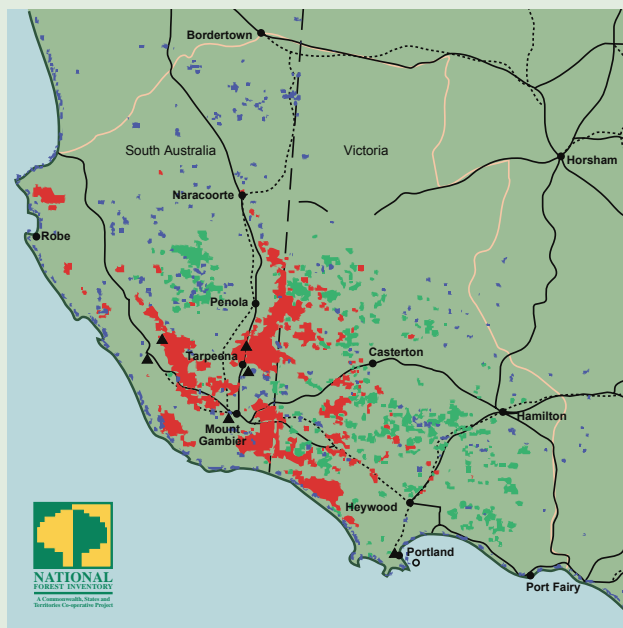 Bordertown
South Australia
Victoria
Horsham
Naracoorte
Robe
Penola
Tarpeena
Casterton
Mount
Gambier
Hamilton
Heywood
Portland
Port Fairy
NATIONAL
FOREST INVENTORY
A Commonwealth, States and
Territories Co-operative Project